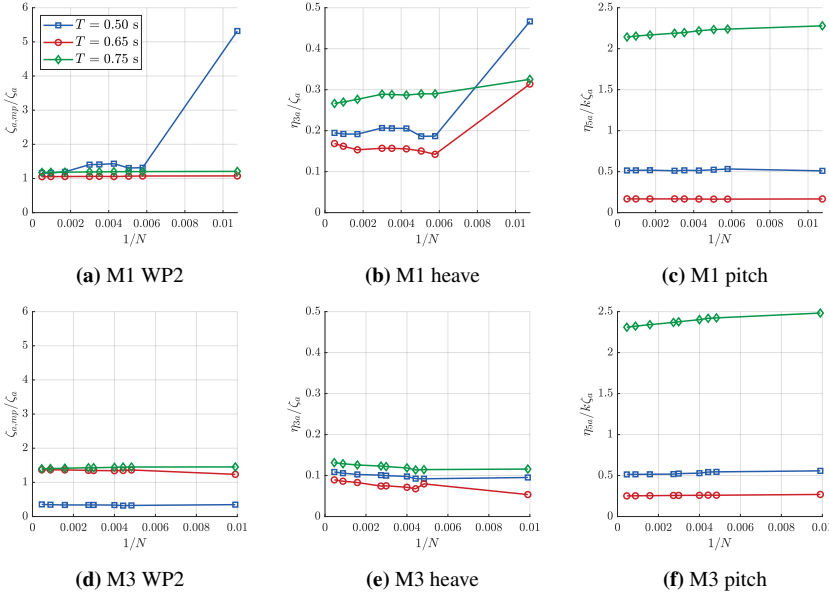 6
5
4
3
2
1
0
ζa,mp/ζa
T = 0.50 s
T = 0.65 s
T = 0.75 s
0 0.002 0.004 0.006 0.008 0.01
1/N
(a) M1 WP2
0.5
0.4
0.3
0.2
0.1
0
η3a/ζa
0 0.002 0.004 0.006 0.008 0.01
1/N
(b) M1 heave
2.5
2
1.5
1
0.5
0
η5a/kζa
0 0.002 0.004 0.006 0.008 0.01
1/N
(c) M1 pitch
6
5
4
3
2
1
0
ζa,mp/ζa
0 0.002 0.004 0.006 0.008 0.01
1/N
(d) M3 WP2
0.5
0.4
0.3
0.2
0.1
0
η3a/ζa
0 0.002 0.004 0.006 0.008 0.01
1/N
(e) M3 heave
2.5
2
1.5
1
0.5
0
η5a/kζa
0 0.002 0.004 0.006 0.008 0.01
1/N
(f) M3 pitch